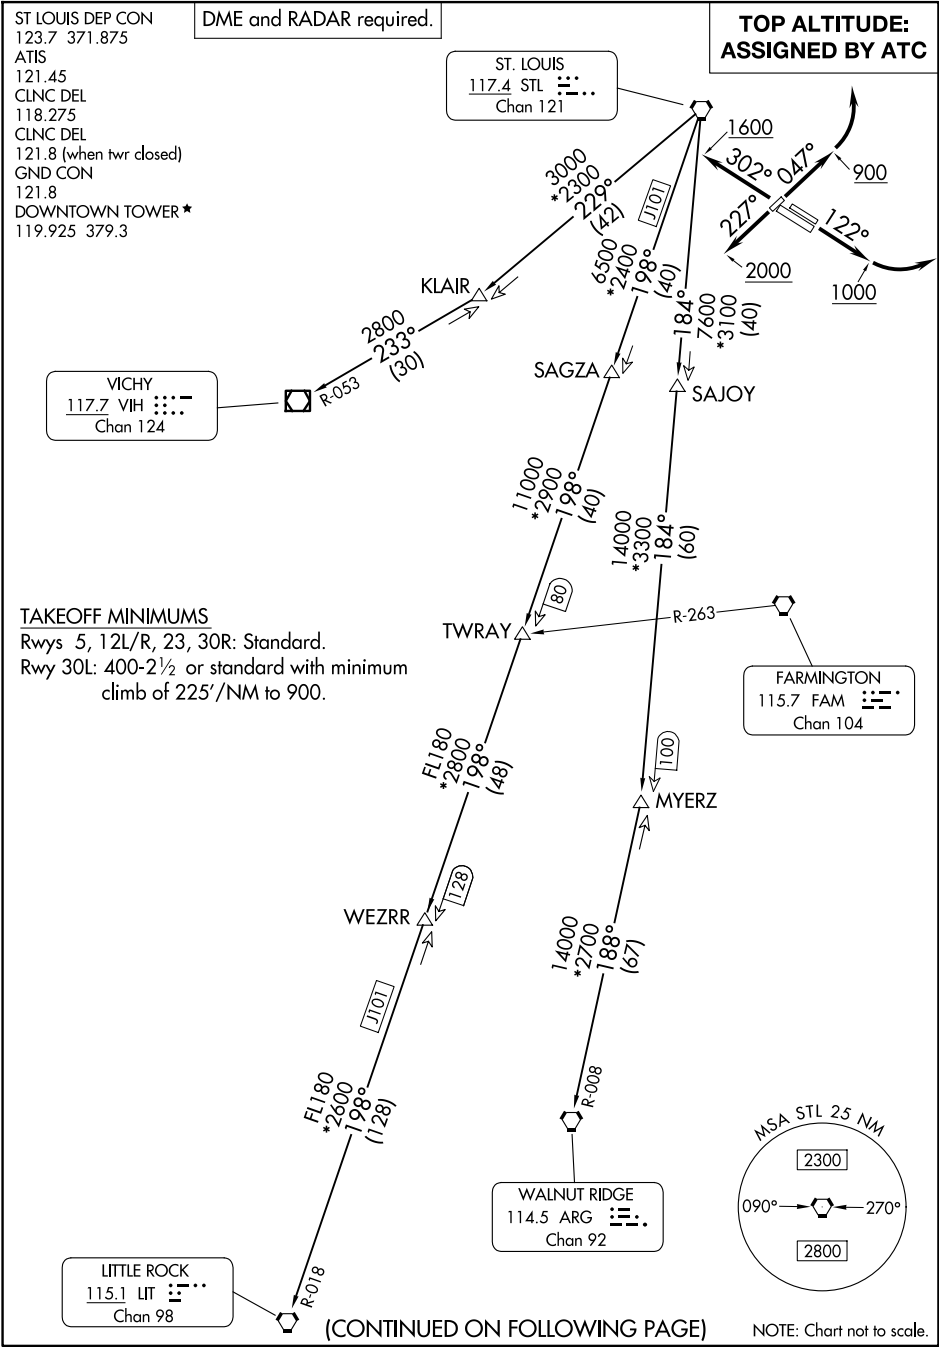 ST LOUIS DEP CON
123.7 371.875
ATIS
121.45
CLNC DEL
118.275
CLNC DEL
121.8 (when twr closed)
GND CON
121.8
DOWNTOWN TOWER★
119.925 379.3
DME and RADAR required.
TOP ALTITUDE:
ASSIGNED BY ATC
ST. LOUIS
117.4 STL
Chan 121
1600
302°
047°
900
227°
122°
2000
1000
3000
*2300
229°
(42)
J101
6500
*2400
198°
(40)
184°
7600
*3100
(40)
KLAIR
2800
233°
(30)
R-053
VICHY
117.7 VIH
Chan 124
SAGZA
SAJOY
11000
*2900
198°
(40)
14000
*3300
184°
(60)
80
TWRAY
R-263
FARMINGTON
115.7 FAM
Chan 104
TAKEOFF MINIMUMS
Rwys 5, 12L/R, 23, 30R: Standard.
Rwy 30L: 400-2½ or standard with minimum
climb of 225'/NM to 900.
FL180
*2800
198°
(48)
100
MYERZ
128
WEZRR
14000
*2700
188°
(67)
J101
FL180
*2600
198°
(128)
R-008
WALNUT RIDGE
114.5 ARG
Chan 92
MSA STL 25 NM
2300
090°
270°
2800
LITTLE ROCK
115.1 LIT
Chan 98
R-018
(CONTINUED ON FOLLOWING PAGE)
NOTE: Chart not to scale.